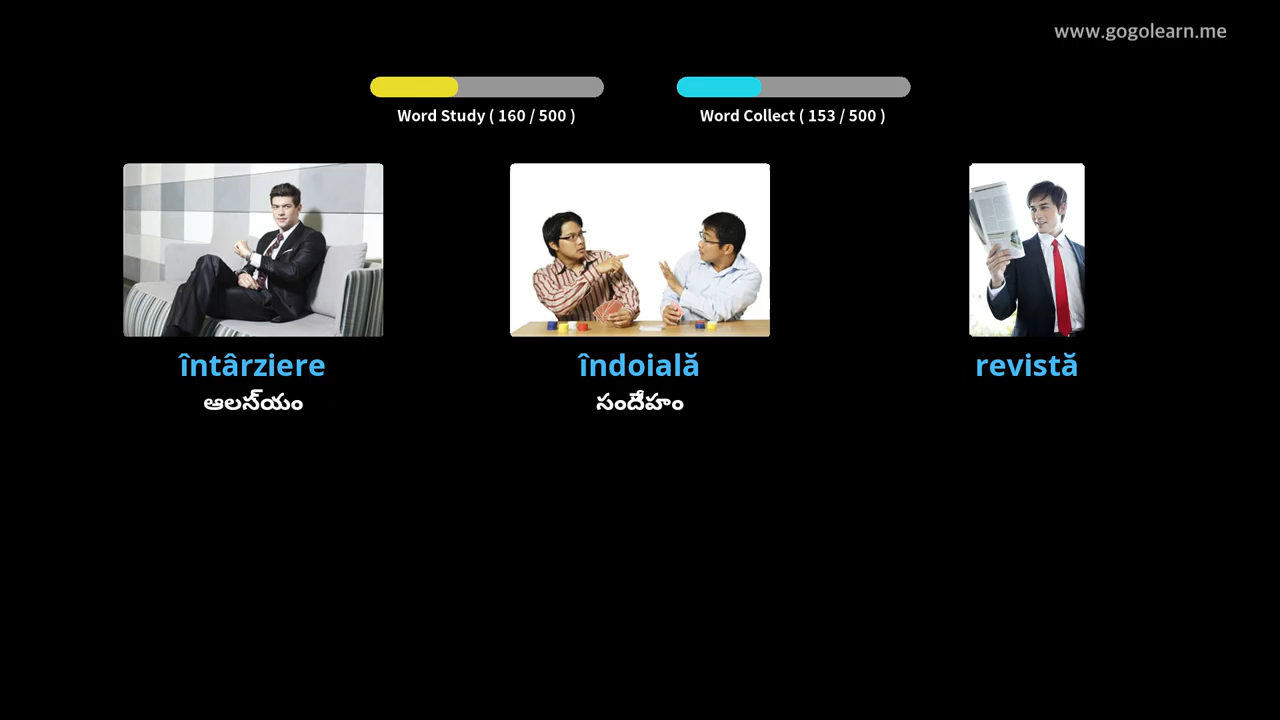 www.gogolearn.me
Word Study ( 160 / 500 )
Word Collect ( 153 / 500 )
întârziere
îndoială
revistă
ఆలస్యం
సందేహం